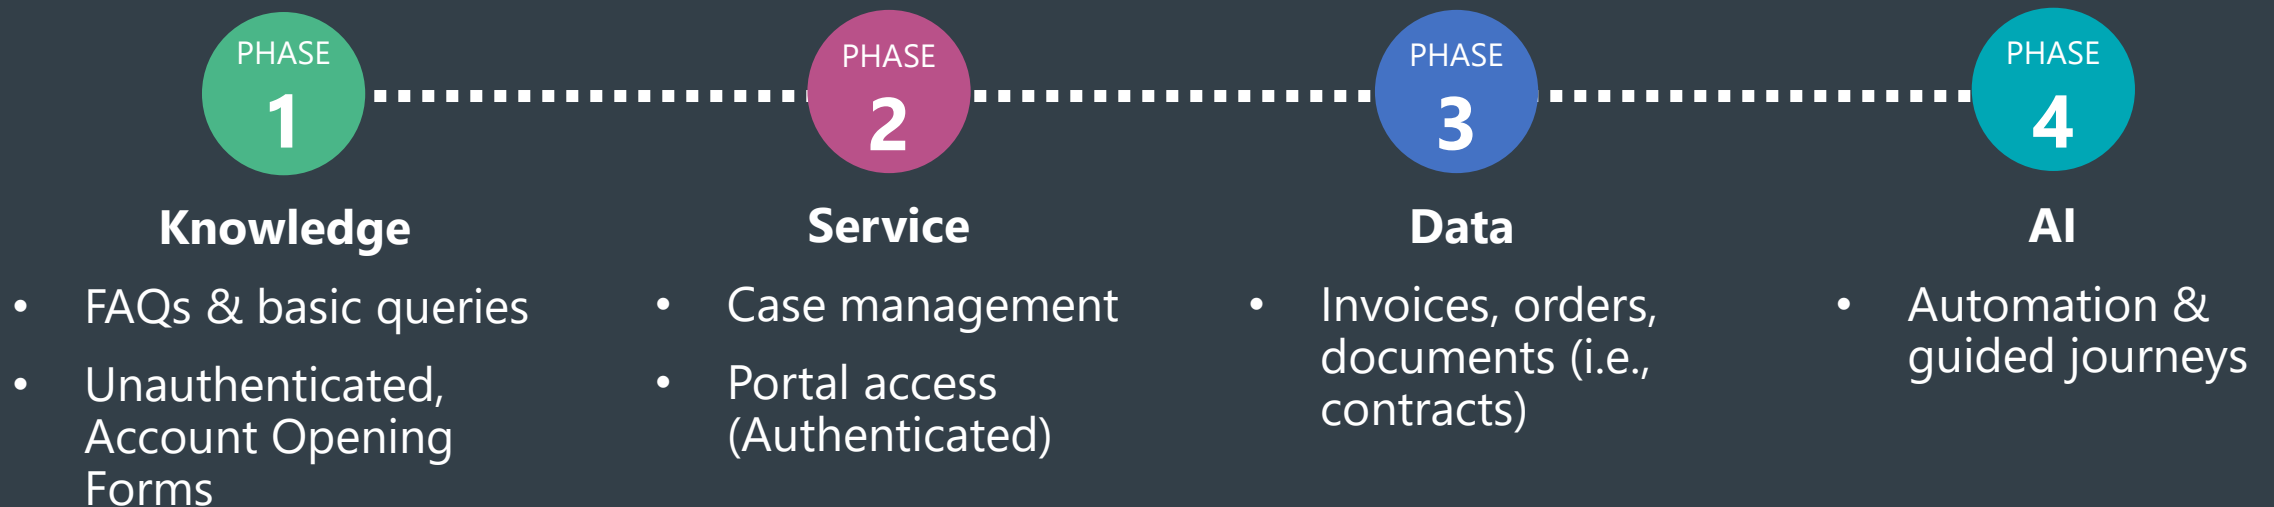 PHASE
1
Knowledge
• FAQs & basic queries
• Unauthenticated,
Account Opening
Forms
PHASE
2
Service
• Case management
• Portal access
(Authenticated)
PHASE
3
Data
• Invoices, orders,
documents (i.e.,
contracts)
PHASE
4
AI
• Automation &
guided journeys